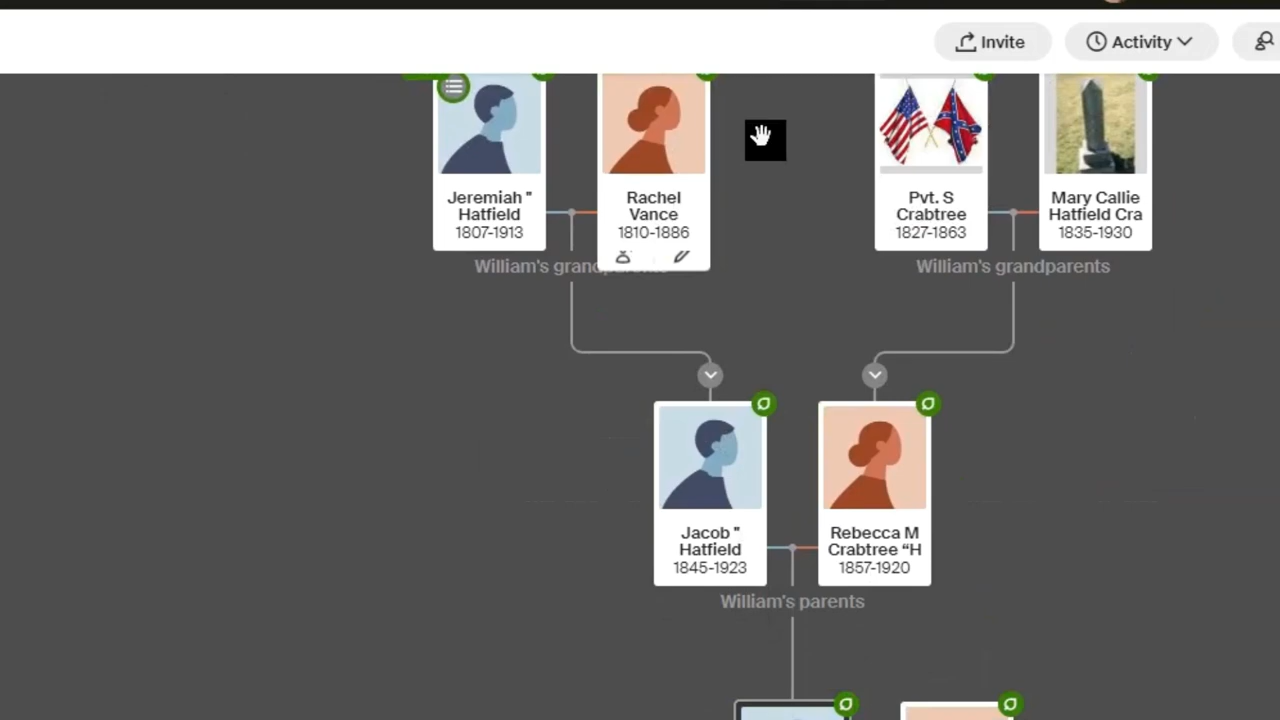 Invite
Activity
Jeremiah "
Hatfield
1807-1913
Rachel
Vance
1810-1886
William's grandparents
Pvt. S
Crabtree
1827-1863
Mary Callie
Hatfield Cra
1835-1930
William's grandparents
Jacob "
Hatfield
1845-1923
Rebecca M
Crabtree “H
1857-1920
William's parents